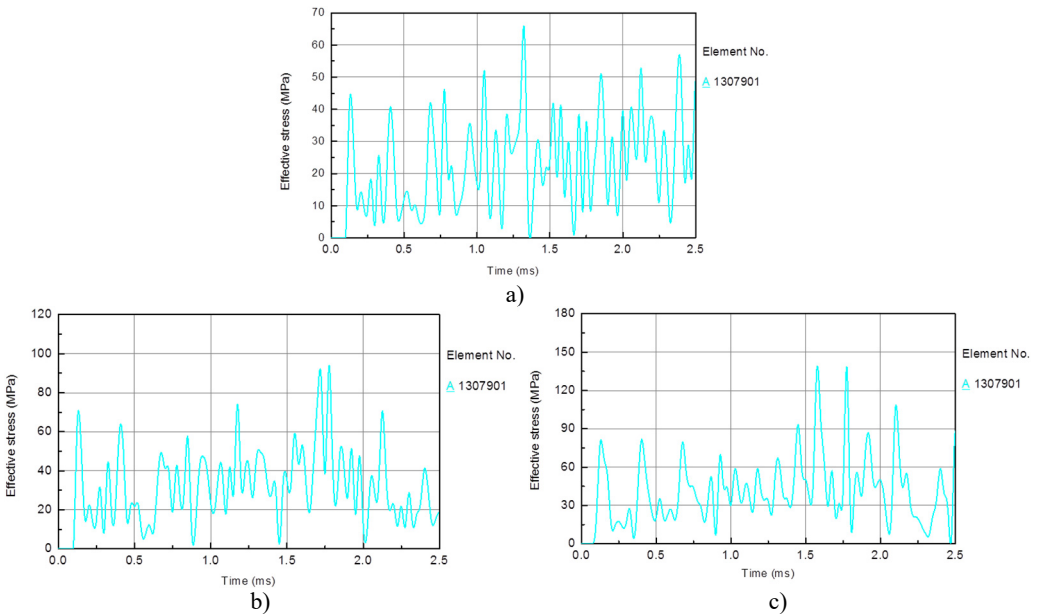 70
60
50
40
30
20
10
0
Effective stress (MPa)
0.0 0.5 1.0 1.5 2.0 2.5
Time (ms)
Element No.
A 1307901
a)
120
100
80
60
40
20
0
Effective stress (MPa)
0.0 0.5 1.0 1.5 2.0 2.5
Time (ms)
Element No.
A 1307901
b)
180
150
120
90
60
30
0
Effective stress (MPa)
0.0 0.5 1.0 1.5 2.0 2.5
Time (ms)
Element No.
A 1307901
c)